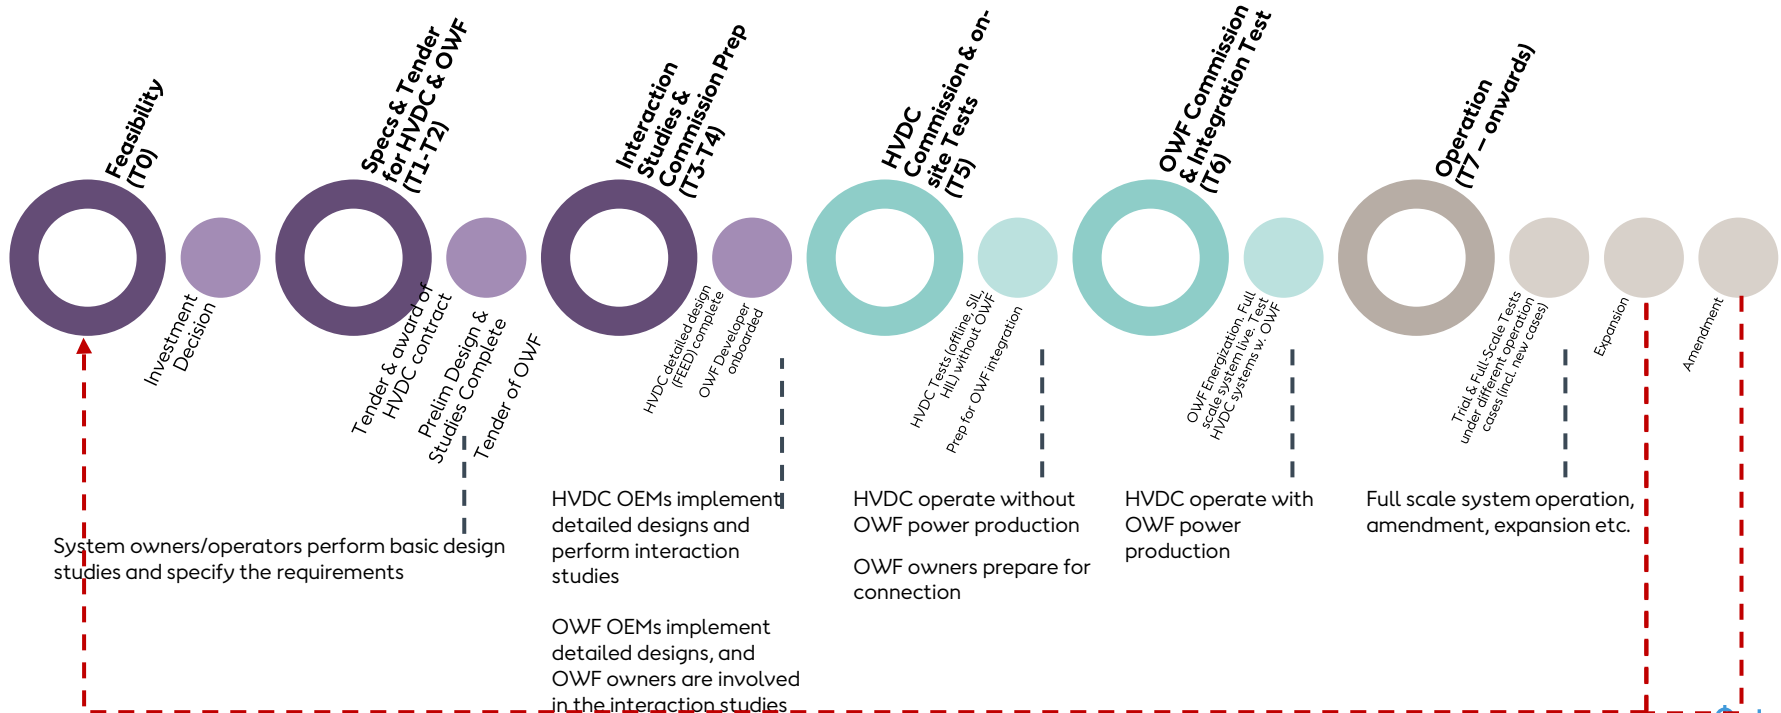 Feasibility
(T0)
Specs & Tender
for HVDC & OWF
(T1-T2)
Interaction
Studies &
Commission Prep
(T3-T4)
HVDC
Commission & on-
site Tests
(T5)
OWF Commission
& Integration Test
(T6)
Operation
(T7 – onwards)
Investment
Decision
Tender & award of
HVDC contract
Prelim Design &
Studies Complete
Tender of OWF
HVDC detailed design
(FEED) complete
OWF Developer
onboarded
HVDC Tests (offline, SIL,
HIL) without OWF
Prep for OWF integration
OWF Energization. Full
scale system live. Test
HVDC systems w. OWF
Trial & Full-Scale Tests
under different operation
cases (incl. new cases)
Expansion
Amendment
System owners/operators perform basic design
studies and specify the requirements
HVDC OEMs implement
detailed designs and
perform interaction
studies
OWF OEMs implement
detailed designs, and
OWF owners are involved
in the interaction studies
HVDC operate without
OWF power production
OWF owners prepare for
connection
HVDC operate with
OWF power
production
Full scale system operation,
amendment, expansion etc.